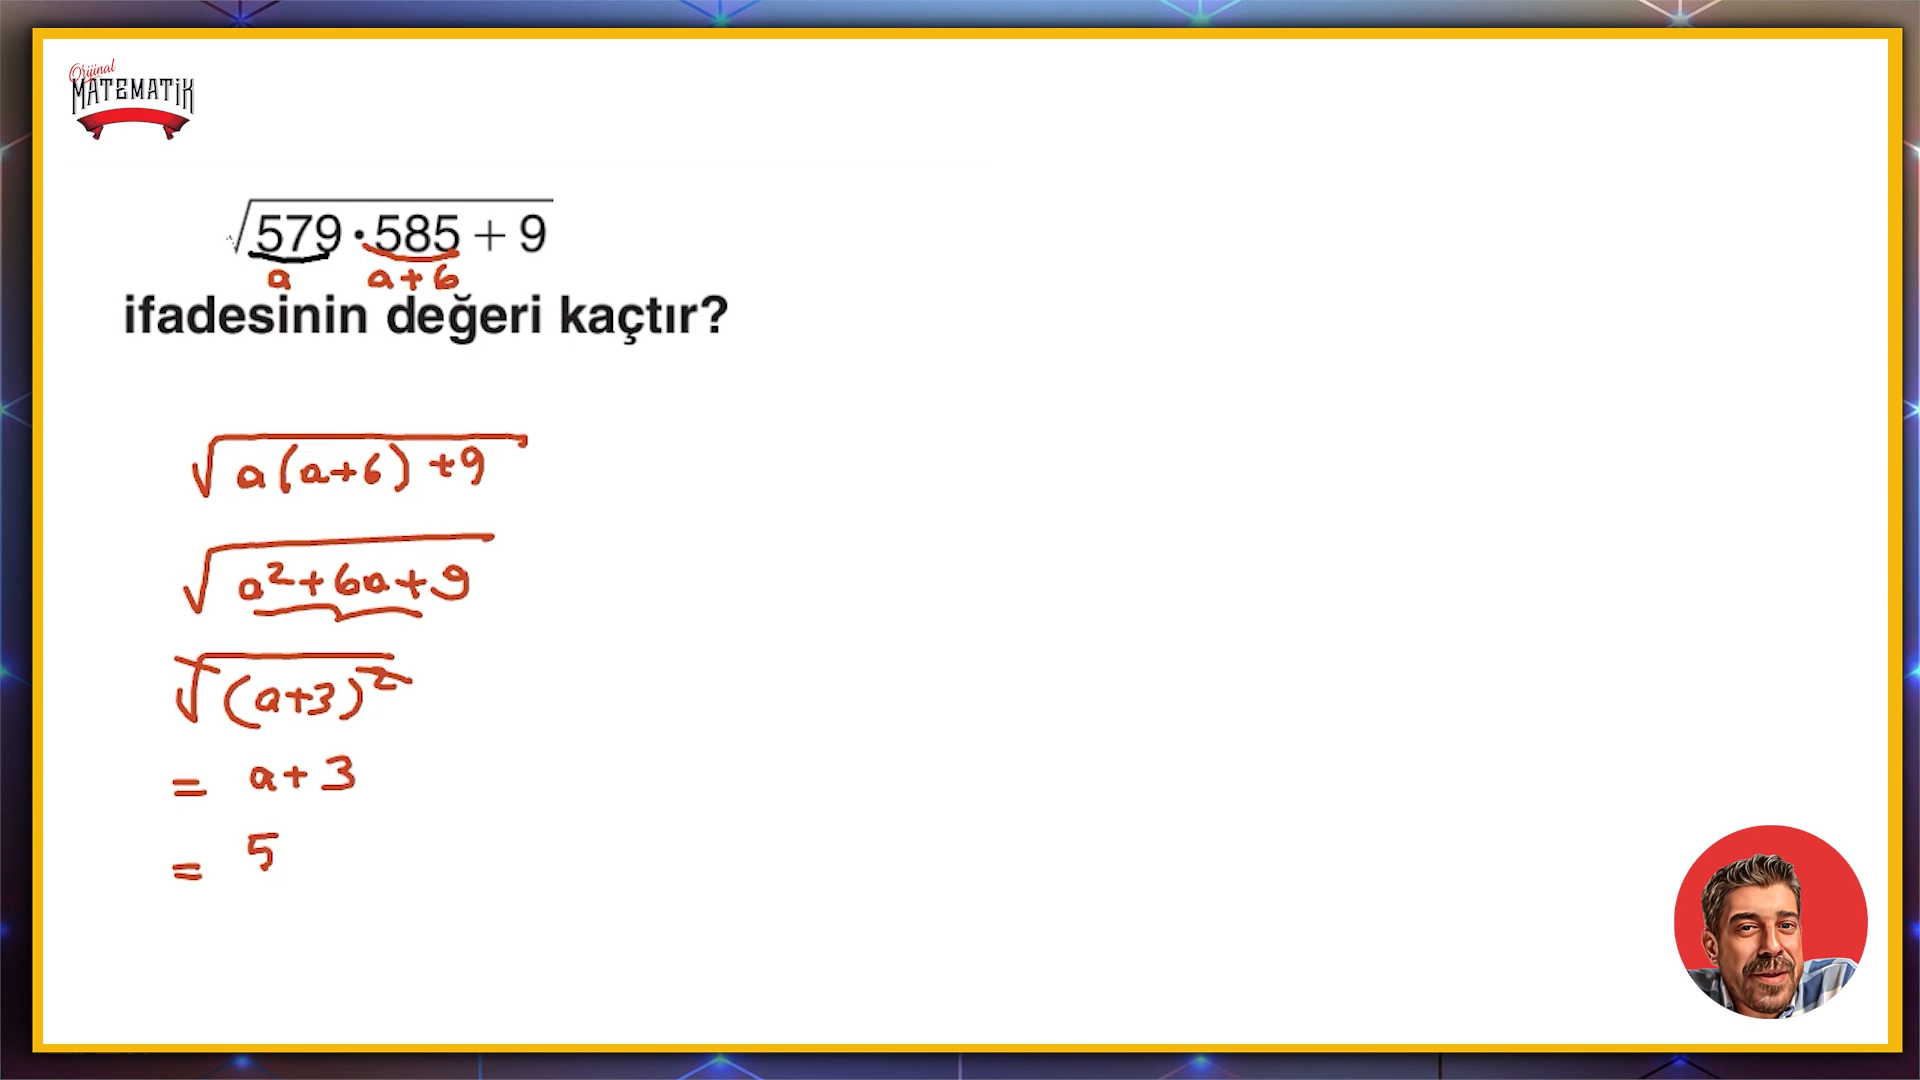 Orijinal
MATEMATİK
√579·585 + 9
a a+6
ifadesinin değeri kaçtır?
√a(a+6) +9
√a²+6a+9
√(a+3)²
= a+3
= 5